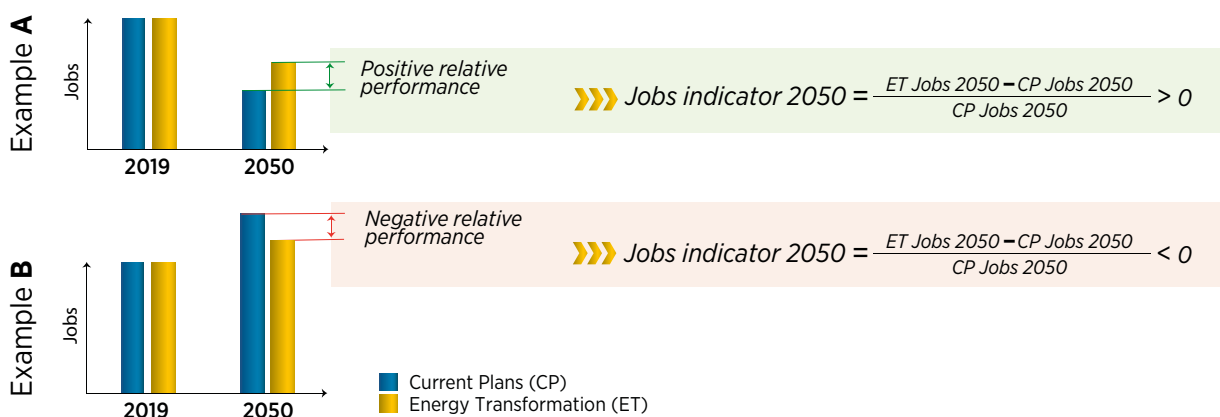 Example A
Jobs
2019
2050
Positive relative
performance
Jobs indicator 2050 = ET Jobs 2050 – CP Jobs 2050 / CP Jobs 2050 > 0
Example B
Jobs
2019
2050
Negative relative
performance
Jobs indicator 2050 = ET Jobs 2050 – CP Jobs 2050 / CP Jobs 2050 < 0
Current Plans (CP)
Energy Transformation (ET)